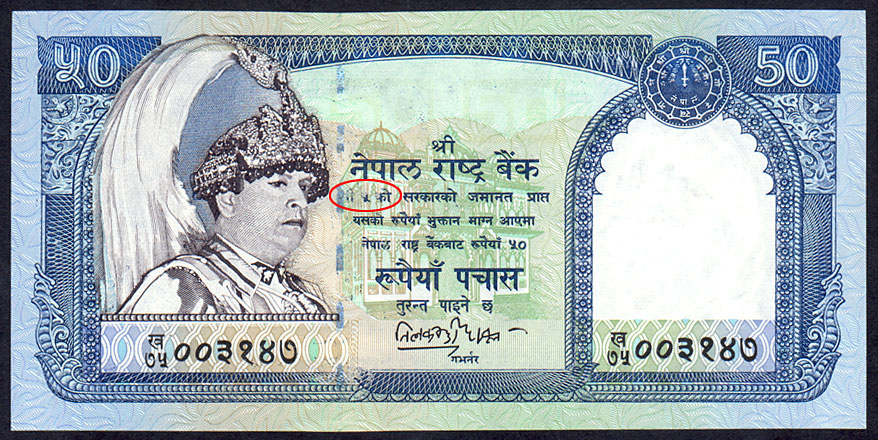 ५०
50
श्री
नेपाल राष्ट्र बैंक
श्री ५ को सरकारको जमानत प्राप्त
यसको रुपैयाँ भुक्तान माग्न आएमा
नेपाल राष्ट्र बैंकबाट रुपैयाँ ५०
रूपैयाँ पचास
तुरुन्त पाइने छ
गभर्नर
ख
७५ ००३१४७
ख
७५ ००३१४७